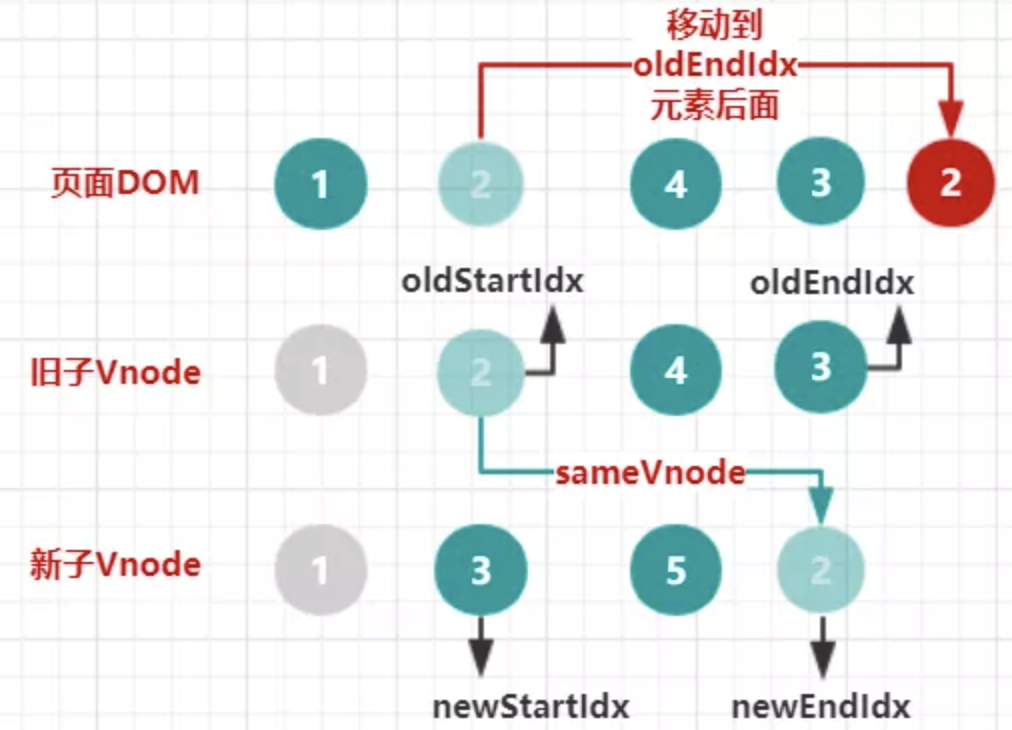 移动到
oldEndIdx
元素后面
页面DOM 1 2 4 3 2
oldStartIdx oldEndIdx
旧子Vnode 1 2 4 3
sameVnode
新子Vnode 1 3 5 2
newStartIdx newEndIdx